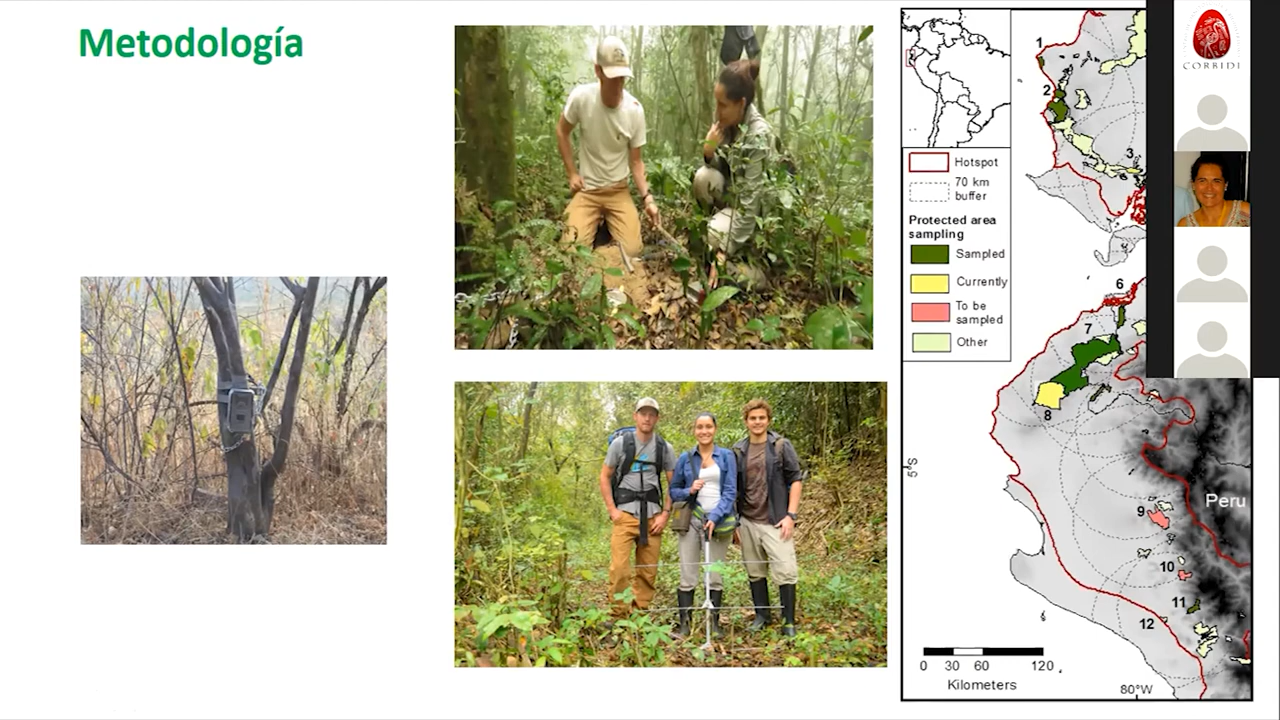 Metodología
CORBIDI
Hotspot
70 km
buffer
Protected area
sampling
Sampled
Currently
To be
sampled
Other
1
2
3
6
7
8
9
10
11
12
5°S
Peru
0 30 60 120
Kilometers
80°W